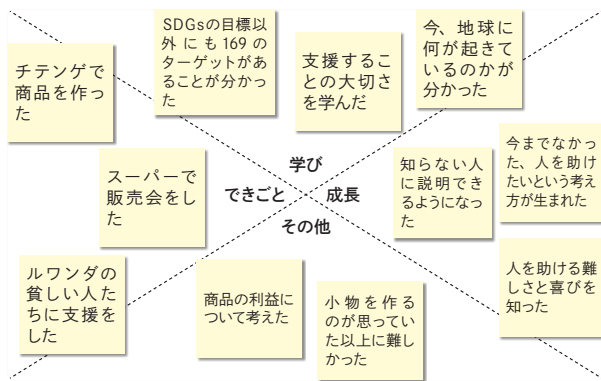 チテンゲで
商品を作っ
た
SDGsの目標以
外にも169の
ターゲットがあ
ることが分かっ
た
支援するこ
との大切さ
を学んだ
今、地球に
何が起きて
いるのかが
分かった
スーパーで
販売会をし
た
学び
できごと
成長
その他
知らない人
に説明でき
るようになっ
た
今までなかっ
た、人を助け
たいという考え
方が生まれた
ルワンダの
貧しい人た
ちに支援を
した
商品の利益に
ついて考えた
小物を作る
のが思ってい
た以上に難し
かった
人を助ける難
しさと喜びを
知った